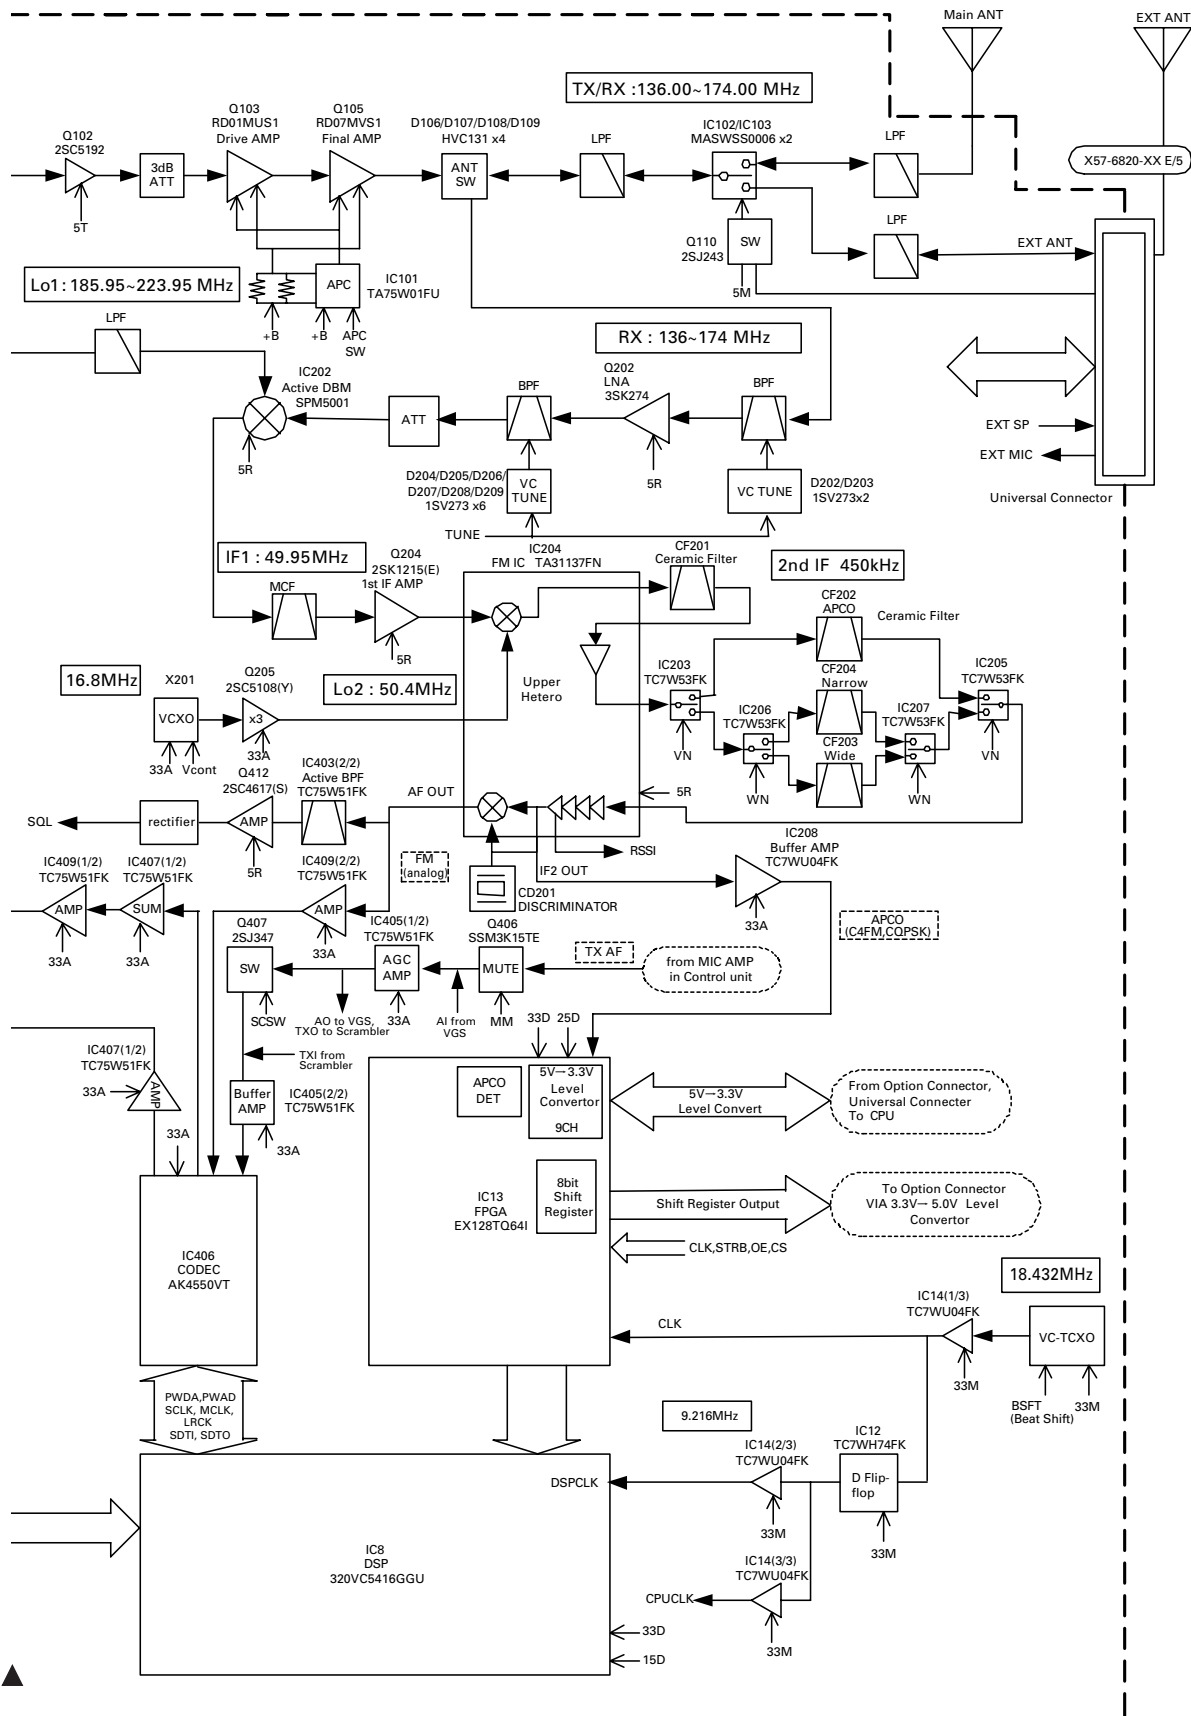 Main ANT
EXT ANT
TX/RX :136.00~174.00 MHz
Q102
2SC5192
3dB
ATT
5T
Q103
RD01MUS1
Drive AMP
Q105
RD07MVS1
Final AMP
D106/D107/D108/D109
HVC131 x4
ANT
SW
LPF
IC102/IC103
MASWSS0006 x2
LPF
X57-6820-XX E/5
LPF
EXT ANT
Q110
2SJ243
SW
5M
Lo1 : 185.95~223.95 MHz
APC
IC101
TA75W01FU
+B
+B
APC
SW
LPF
RX : 136~174 MHz
IC202
Active DBM
SPM5001
5R
ATT
BPF
Q202
LNA
3SK274
5R
BPF
D204/D205/D206/
D207/D208/D209
1SV273 x6
VC
TUNE
VC TUNE
D202/D203
1SV273x2
TUNE
EXT SP
EXT MIC
Universal Connector
IF1 : 49.95MHz
MCF
Q204
2SK1215(E)
1st IF AMP
5R
IC204
FM IC TA31137FN
CF201
Ceramic Filter
2nd IF 450kHz
CF202
APCO
Ceramic Filter
16.8MHz
X201
VCXO
33A
Vcont
Q205
2SC5108(Y)
x3
33A
Lo2 : 50.4MHz
Upper
Hetero
IC203
TC7W53FK
VN
IC206
TC7W53FK
WN
CF204
Narrow
CF203
Wide
IC207
TC7W53FK
WN
IC205
TC7W53FK
VN
SQL
rectifier
Q412
2SC4617(S)
AMP
5R
IC403(2/2)
Active BPF
TC75W51FK
AF OUT
5R
RSSI
IF2 OUT
IC208
Buffer AMP
TC7WU04FK
33A
FM
(analog)
CD201
DISCRIMINATOR
APCO
(C4FM,CQPSK)
IC409(1/2)
TC75W51FK
AMP
33A
IC407(1/2)
TC75W51FK
SUM
33A
IC409(2/2)
TC75W51FK
AMP
33A
Q407
2SJ347
SW
SCSW
IC405(1/2)
TC75W51FK
AGC
AMP
33A
AO to VGS,
TXO to Scrambler
AI from
VGS
Q406
SSM3K15TE
MUTE
MM
TX AF
from MIC AMP
in Control unit
TXI from
Scrambler
IC407(1/2)
TC75W51FK
33A
AMP
Buffer
AMP
IC405(2/2)
TC75W51FK
33A
33A
IC406
CODEC
AK4550VT
PWDA,PWAD
SCLK, MCLK,
LRCK
SDTI, SDTO
33D 25D
APCO
DET
5V→3.3V
Level
Convertor
9CH
5V→3.3V
Level Convert
From Option Connector,
Universal Connecter
To CPU
IC13
FPGA
EX128TQ64I
8bit
Shift
Register
Shift Register Output
To Option Connector
VIA 3.3V→ 5.0V Level
Convertor
CLK,STRB,OE,CS
18.432MHz
CLK
IC14(1/3)
TC7WU04FK
33M
VC-TCXO
BSFT
(Beat Shift)
33M
9.216MHz
IC14(2/3)
TC7WU04FK
33M
IC12
TC7WH74FK
D Flip-
flop
33M
DSPCLK
IC8
DSP
320VC5416GGU
IC14(3/3)
TC7WU04FK
33M
CPUCLK
33D
15D